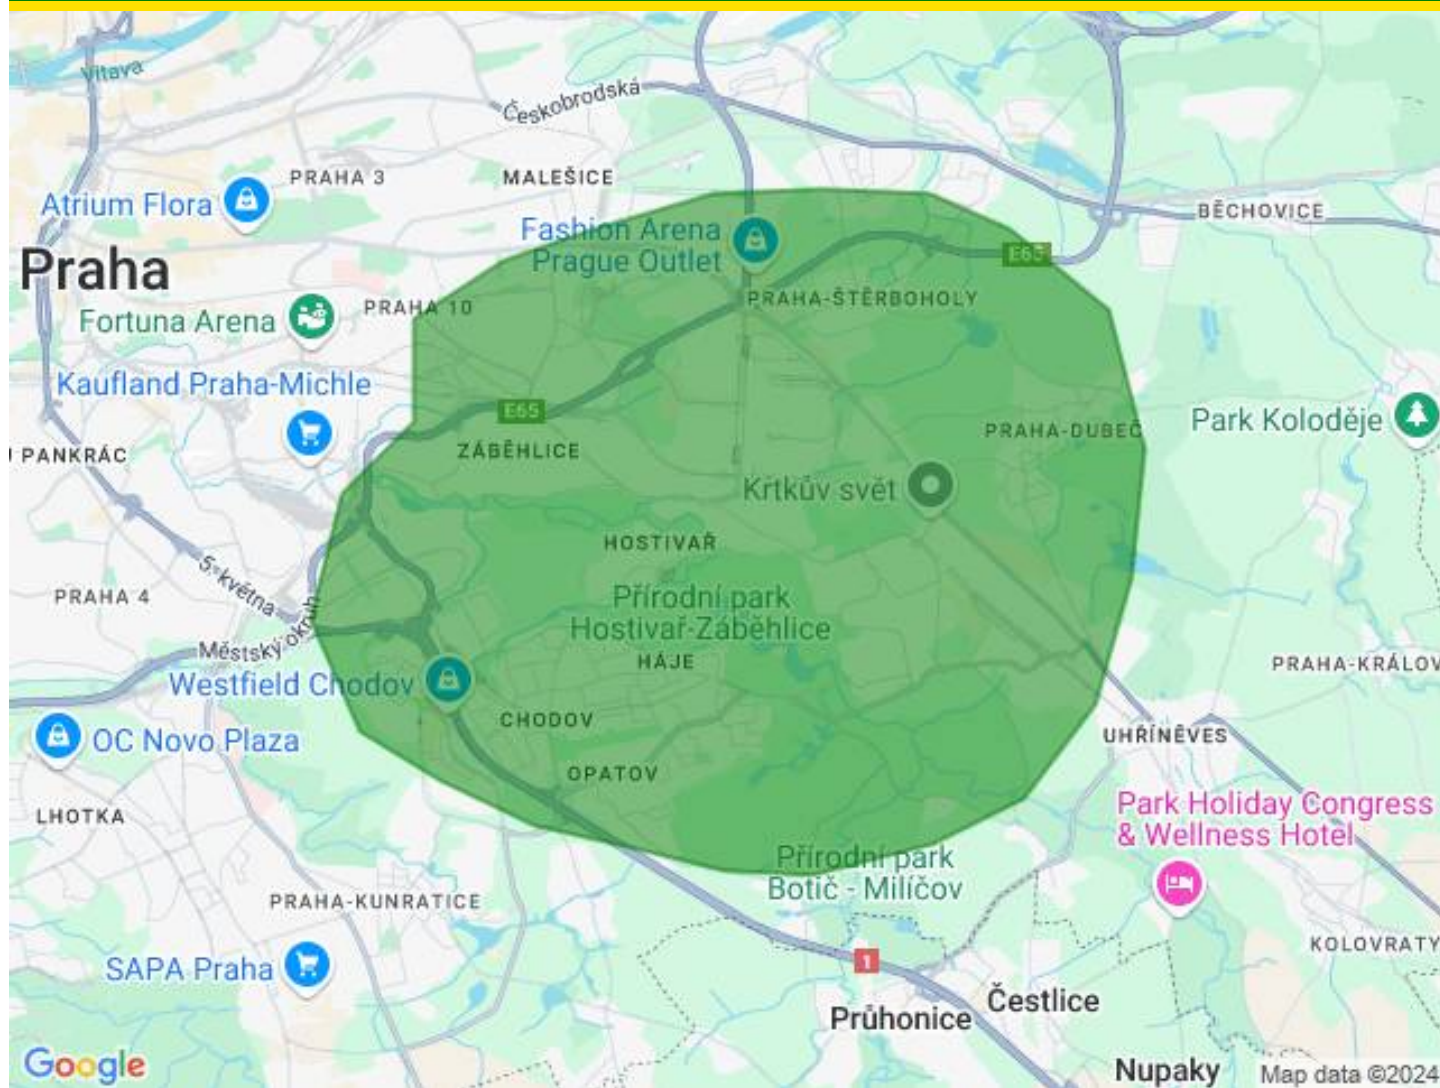 Vltava
Českobrodská
PRAHA 3
MALEŠICE
Atrium Flora
BĚCHOVICE
Fashion Arena
Prague Outlet
E65
Praha
PRAHA-ŠTĚRBOHOLY
PRAHA 10
Fortuna Arena
Kaufland Praha-Michle
E65
Park Koloděje
PRAHA-DUBEČ
PANKRÁC
ZÁBĚHLICE
Krtkův svět
HOSTIVAŘ
5. května
PRAHA 4
Přírodní park
Hostivař-Záběhlice
Městský okruh
HÁJE
PRAHA-KRÁLOV
Westfield Chodov
CHODOV
OC Novo Plaza
UHŘÍNĚVES
OPATOV
LHOTKA
Park Holiday Congress
& Wellness Hotel
Přírodní park
Botič - Milíčov
PRAHA-KUNRATICE
KOLOVRATY
SAPA Praha
1
Čestlice
Průhonice
Google
Nupaky
Map data ©2024